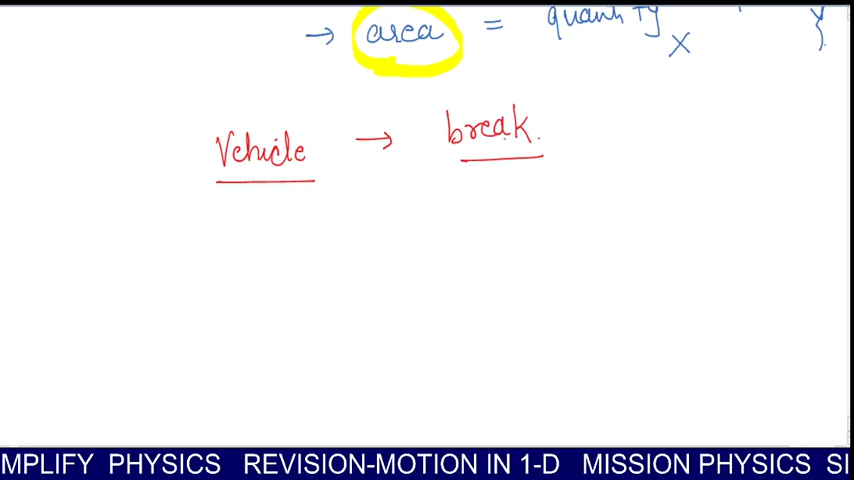 → area = quantity x y }
Vehicle → break.
MPLIFY PHYSICS REVISION-MOTION IN 1-D MISSION PHYSICS SI